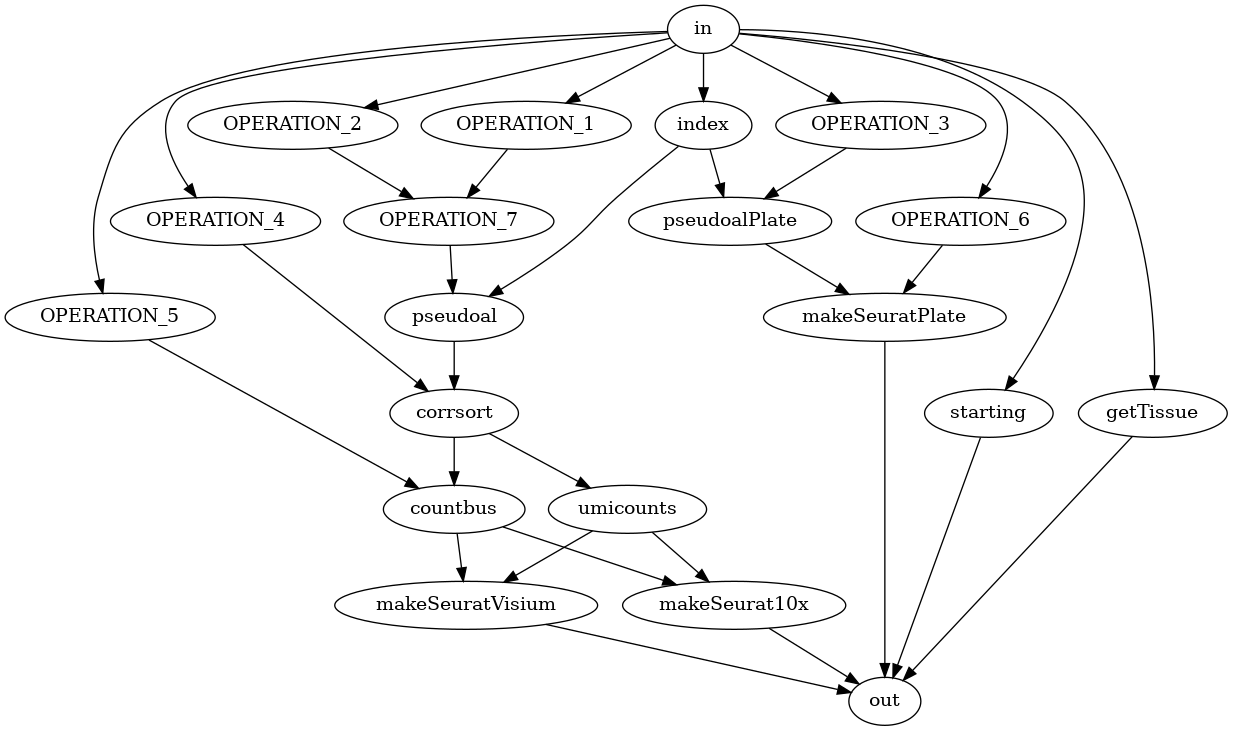 in
OPERATION_2
OPERATION_1
index
OPERATION_3
OPERATION_4
OPERATION_7
pseudoalPlate
OPERATION_6
OPERATION_5
pseudoal
makeSeuratPlate
corrsort
starting
getTissue
countbus
umicounts
makeSeuratVisium
makeSeurat10x
out